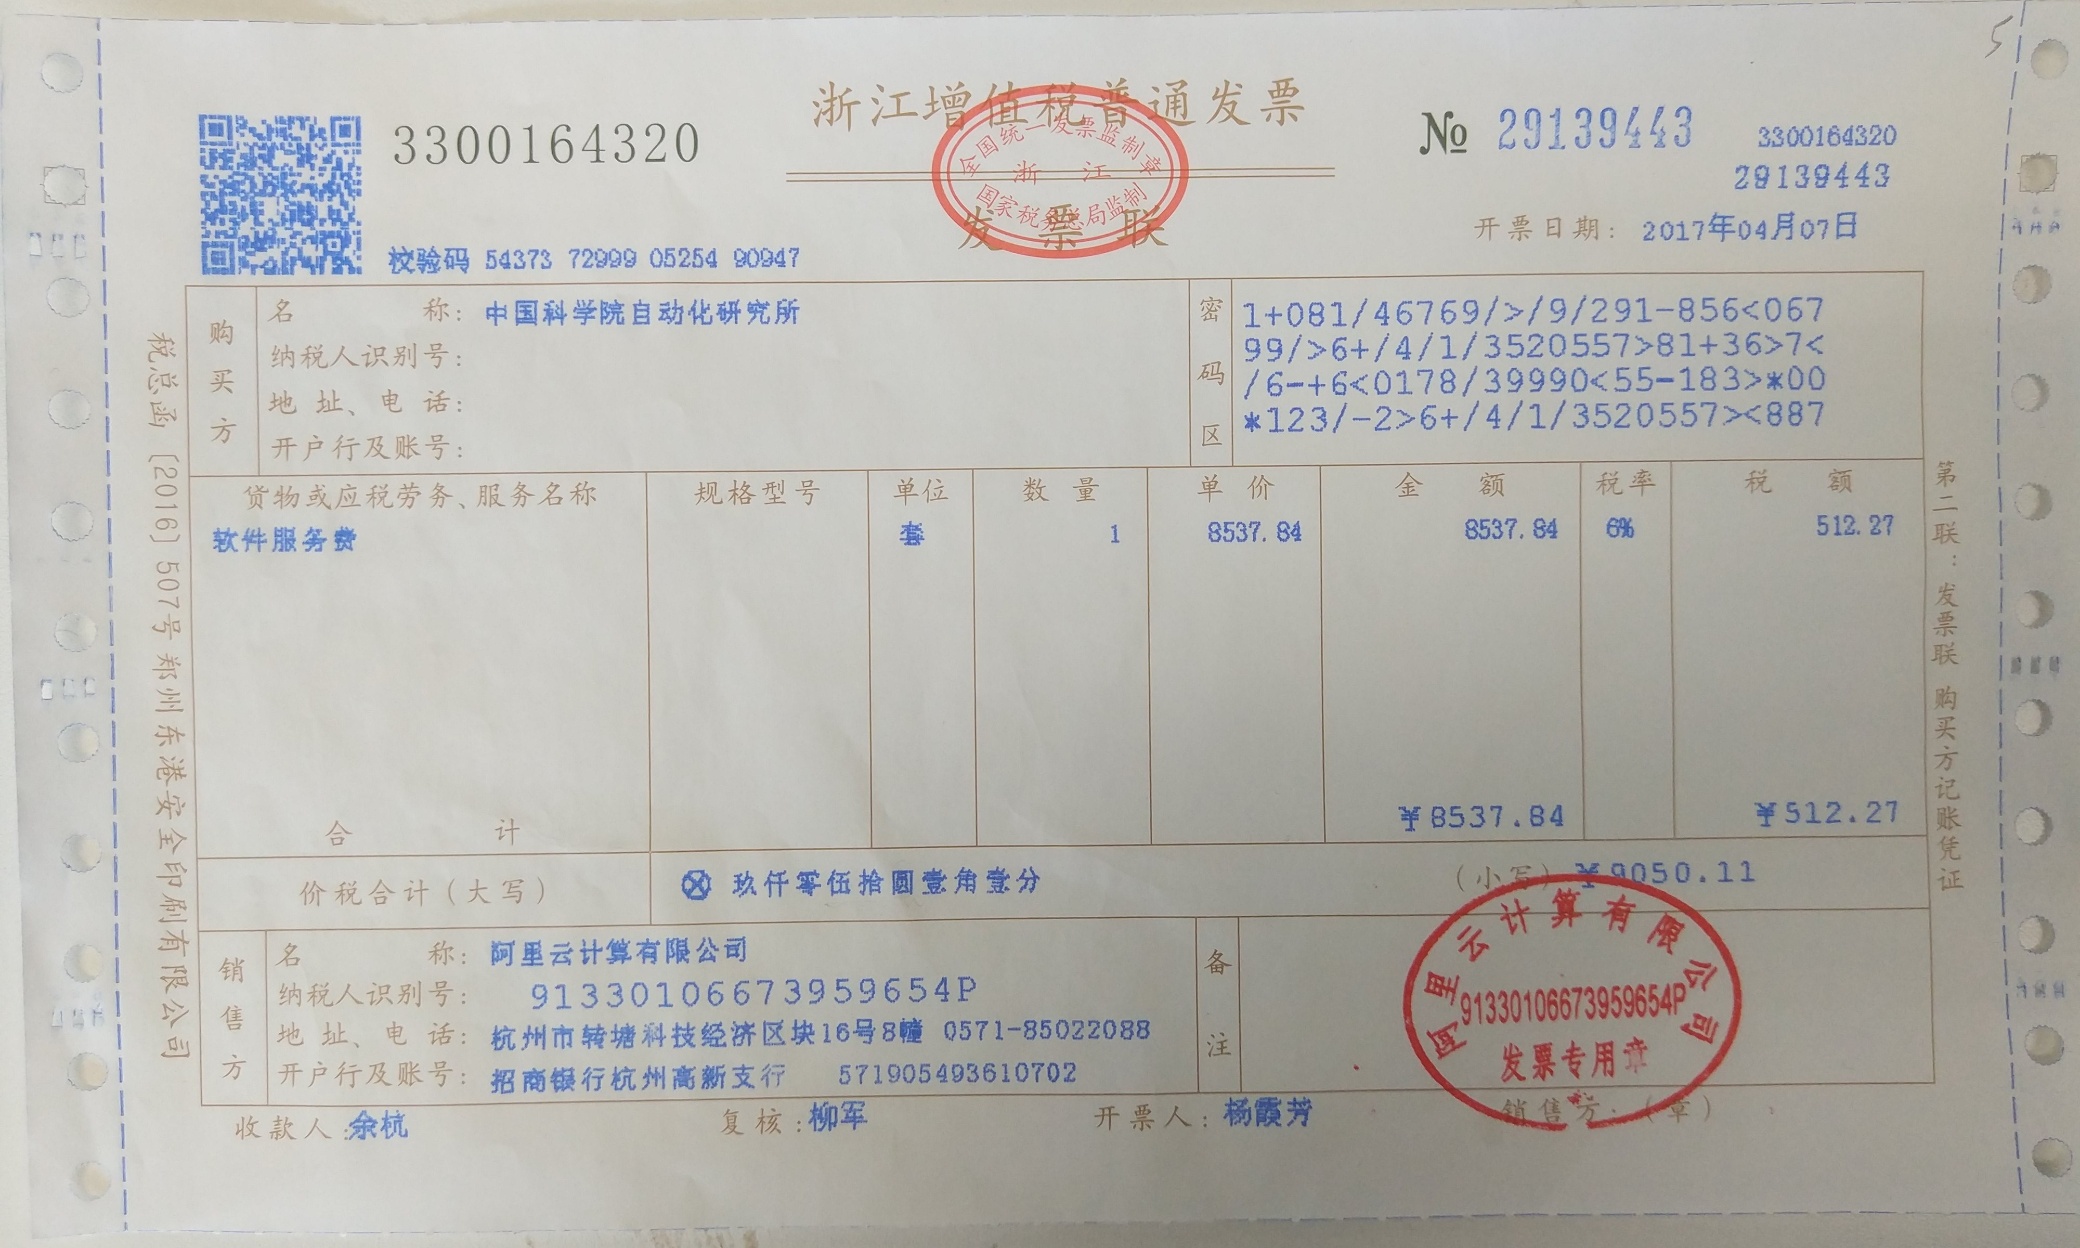 5
浙江增值税普通发票
3300164320
№ 29139443
3300164320
29139443
全国统一发票监制章
浙 江
国家税务总局监制
发票联
开票日期: 2017年04月07日
校验码 54373 72999 05254 90947
购买方
名 称: 中国科学院自动化研究所
纳税人识别号:
地 址、电 话:
开户行及账号:
密码区
1+081/46769/>/9/291-856<067
99/>6+/4/1/3520557>81+36>7<
/6-+6<0178/39990<55-183>*00
*123/-2>6+/4/1/3520557><887
货物或应税劳务、服务名称 规格型号 单位 数 量 单 价 金 额 税率 税 额
软件服务费 套 1 8537.84 8537.84 6% 512.27
合 计 ¥8537.84 ¥512.27
价税合计(大写) ⊗ 玖仟零伍拾圆壹角壹分 (小写) ¥9050.11
销售方
名 称: 阿里云计算有限公司
纳税人识别号: 91330106673959654P
地 址、电 话: 杭州市转塘科技经济区块16号8幢 0571-85022088
开户行及账号: 招商银行杭州高新支行 571905493610702
备注
阿里云计算有限公司
91330106673959654P
发票专用章
收款人: 余杭 复核: 柳军 开票人: 杨霞芳 销售方:(章)
税总函〔2016〕507号郑州东港安全印刷有限公司
第二联:发票联 购买方记账凭证